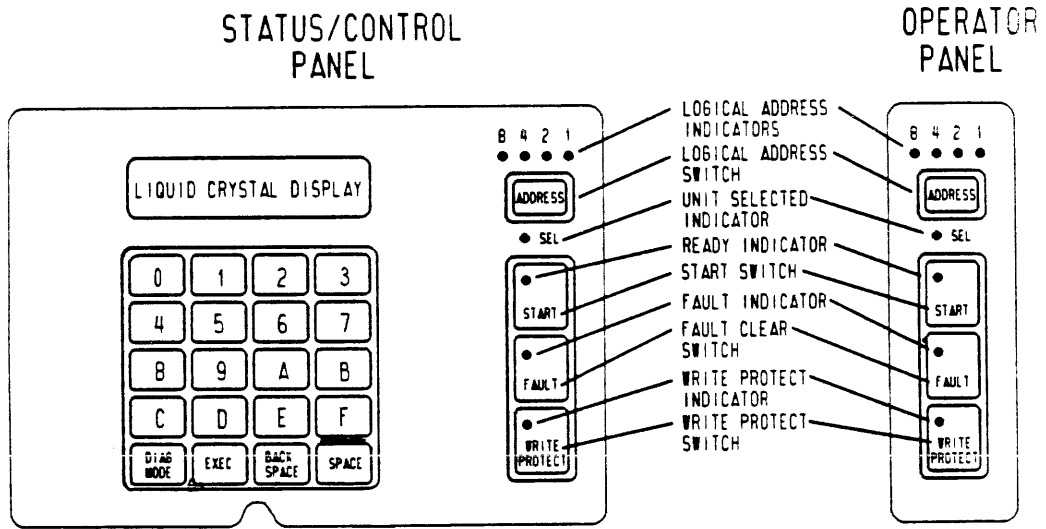 STATUS/CONTROL
PANEL
OPERATOR
PANEL
LOGICAL ADDRESS
INDICATORS
LOGICAL ADDRESS
SWITCH
UNIT SELECTED
INDICATOR
READY INDICATOR
START SWITCH
FAULT INDICATOR
FAULT CLEAR
SWITCH
WRITE PROTECT
INDICATOR
WRITE PROTECT
SWITCH
LIQUID CRYSTAL DISPLAY
0 1 2 3
4 5 6 7
8 9 A B
C D E F
DIAG
MODE
EXEC
BACK
SPACE
SPACE
8 4 2 1
ADDRESS
SEL
START
FAULT
WRITE
PROTECT
8 4 2 1
ADDRESS
SEL
START
FAULT
WRITE
PROTECT